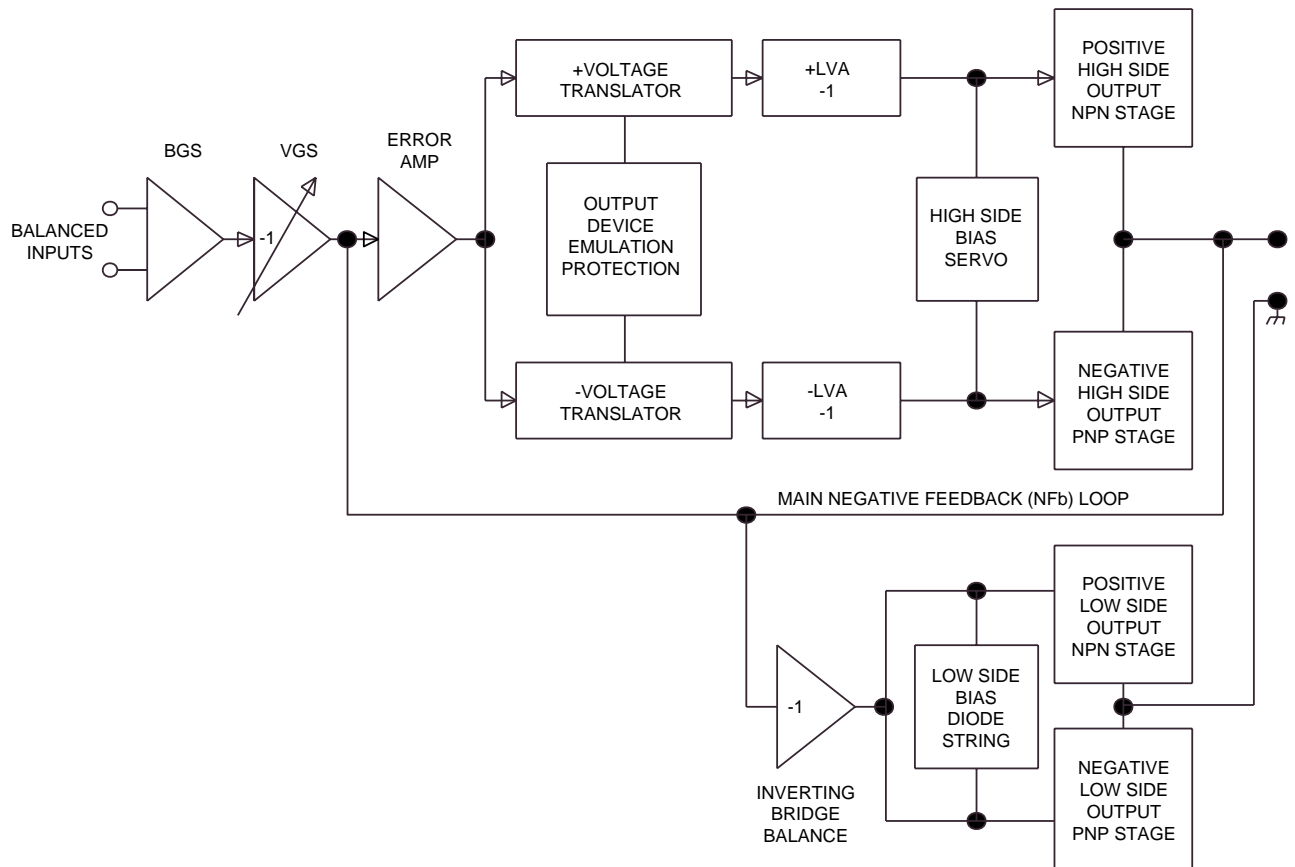 BALANCED
INPUTS
BGS
VGS
-1
ERROR
AMP
+VOLTAGE
TRANSLATOR
+LVA
-1
POSITIVE
HIGH SIDE
OUTPUT
NPN STAGE
OUTPUT
DEVICE
EMULATION
PROTECTION
HIGH SIDE
BIAS
SERVO
-VOLTAGE
TRANSLATOR
-LVA
-1
NEGATIVE
HIGH SIDE
OUTPUT
PNP STAGE
MAIN NEGATIVE FEEDBACK (NFb) LOOP
-1
INVERTING
BRIDGE
BALANCE
LOW SIDE
BIAS
DIODE
STRING
POSITIVE
LOW SIDE
OUTPUT
NPN STAGE
NEGATIVE
LOW SIDE
OUTPUT
PNP STAGE